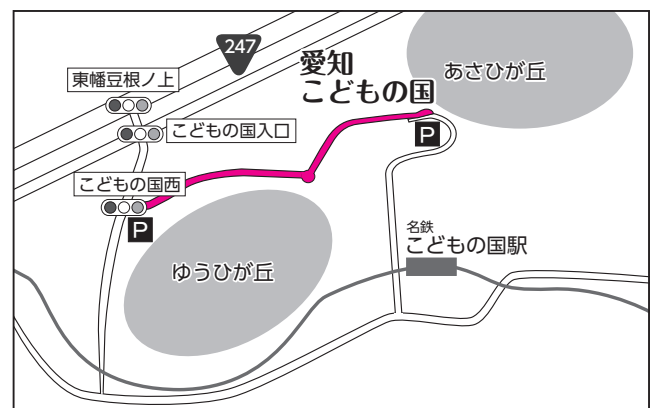 247
東幡豆根ノ上
こどもの国入口
こどもの国西
P
愛知
こどもの国
あさひが丘
P
ゆうひが丘
名鉄
こどもの国駅